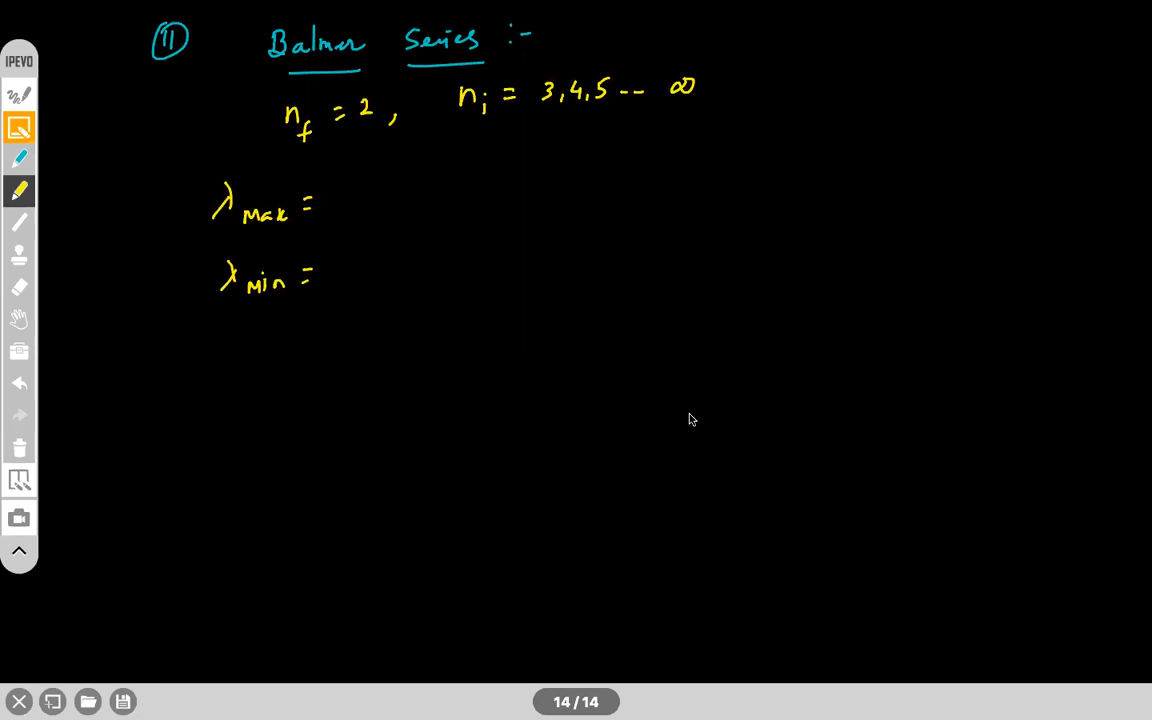 IPEVO
11 Balmer Series :-
n_f = 2, n_i = 3,4,5 -- ∞
λ_Max =
λ_Min =
14 / 14